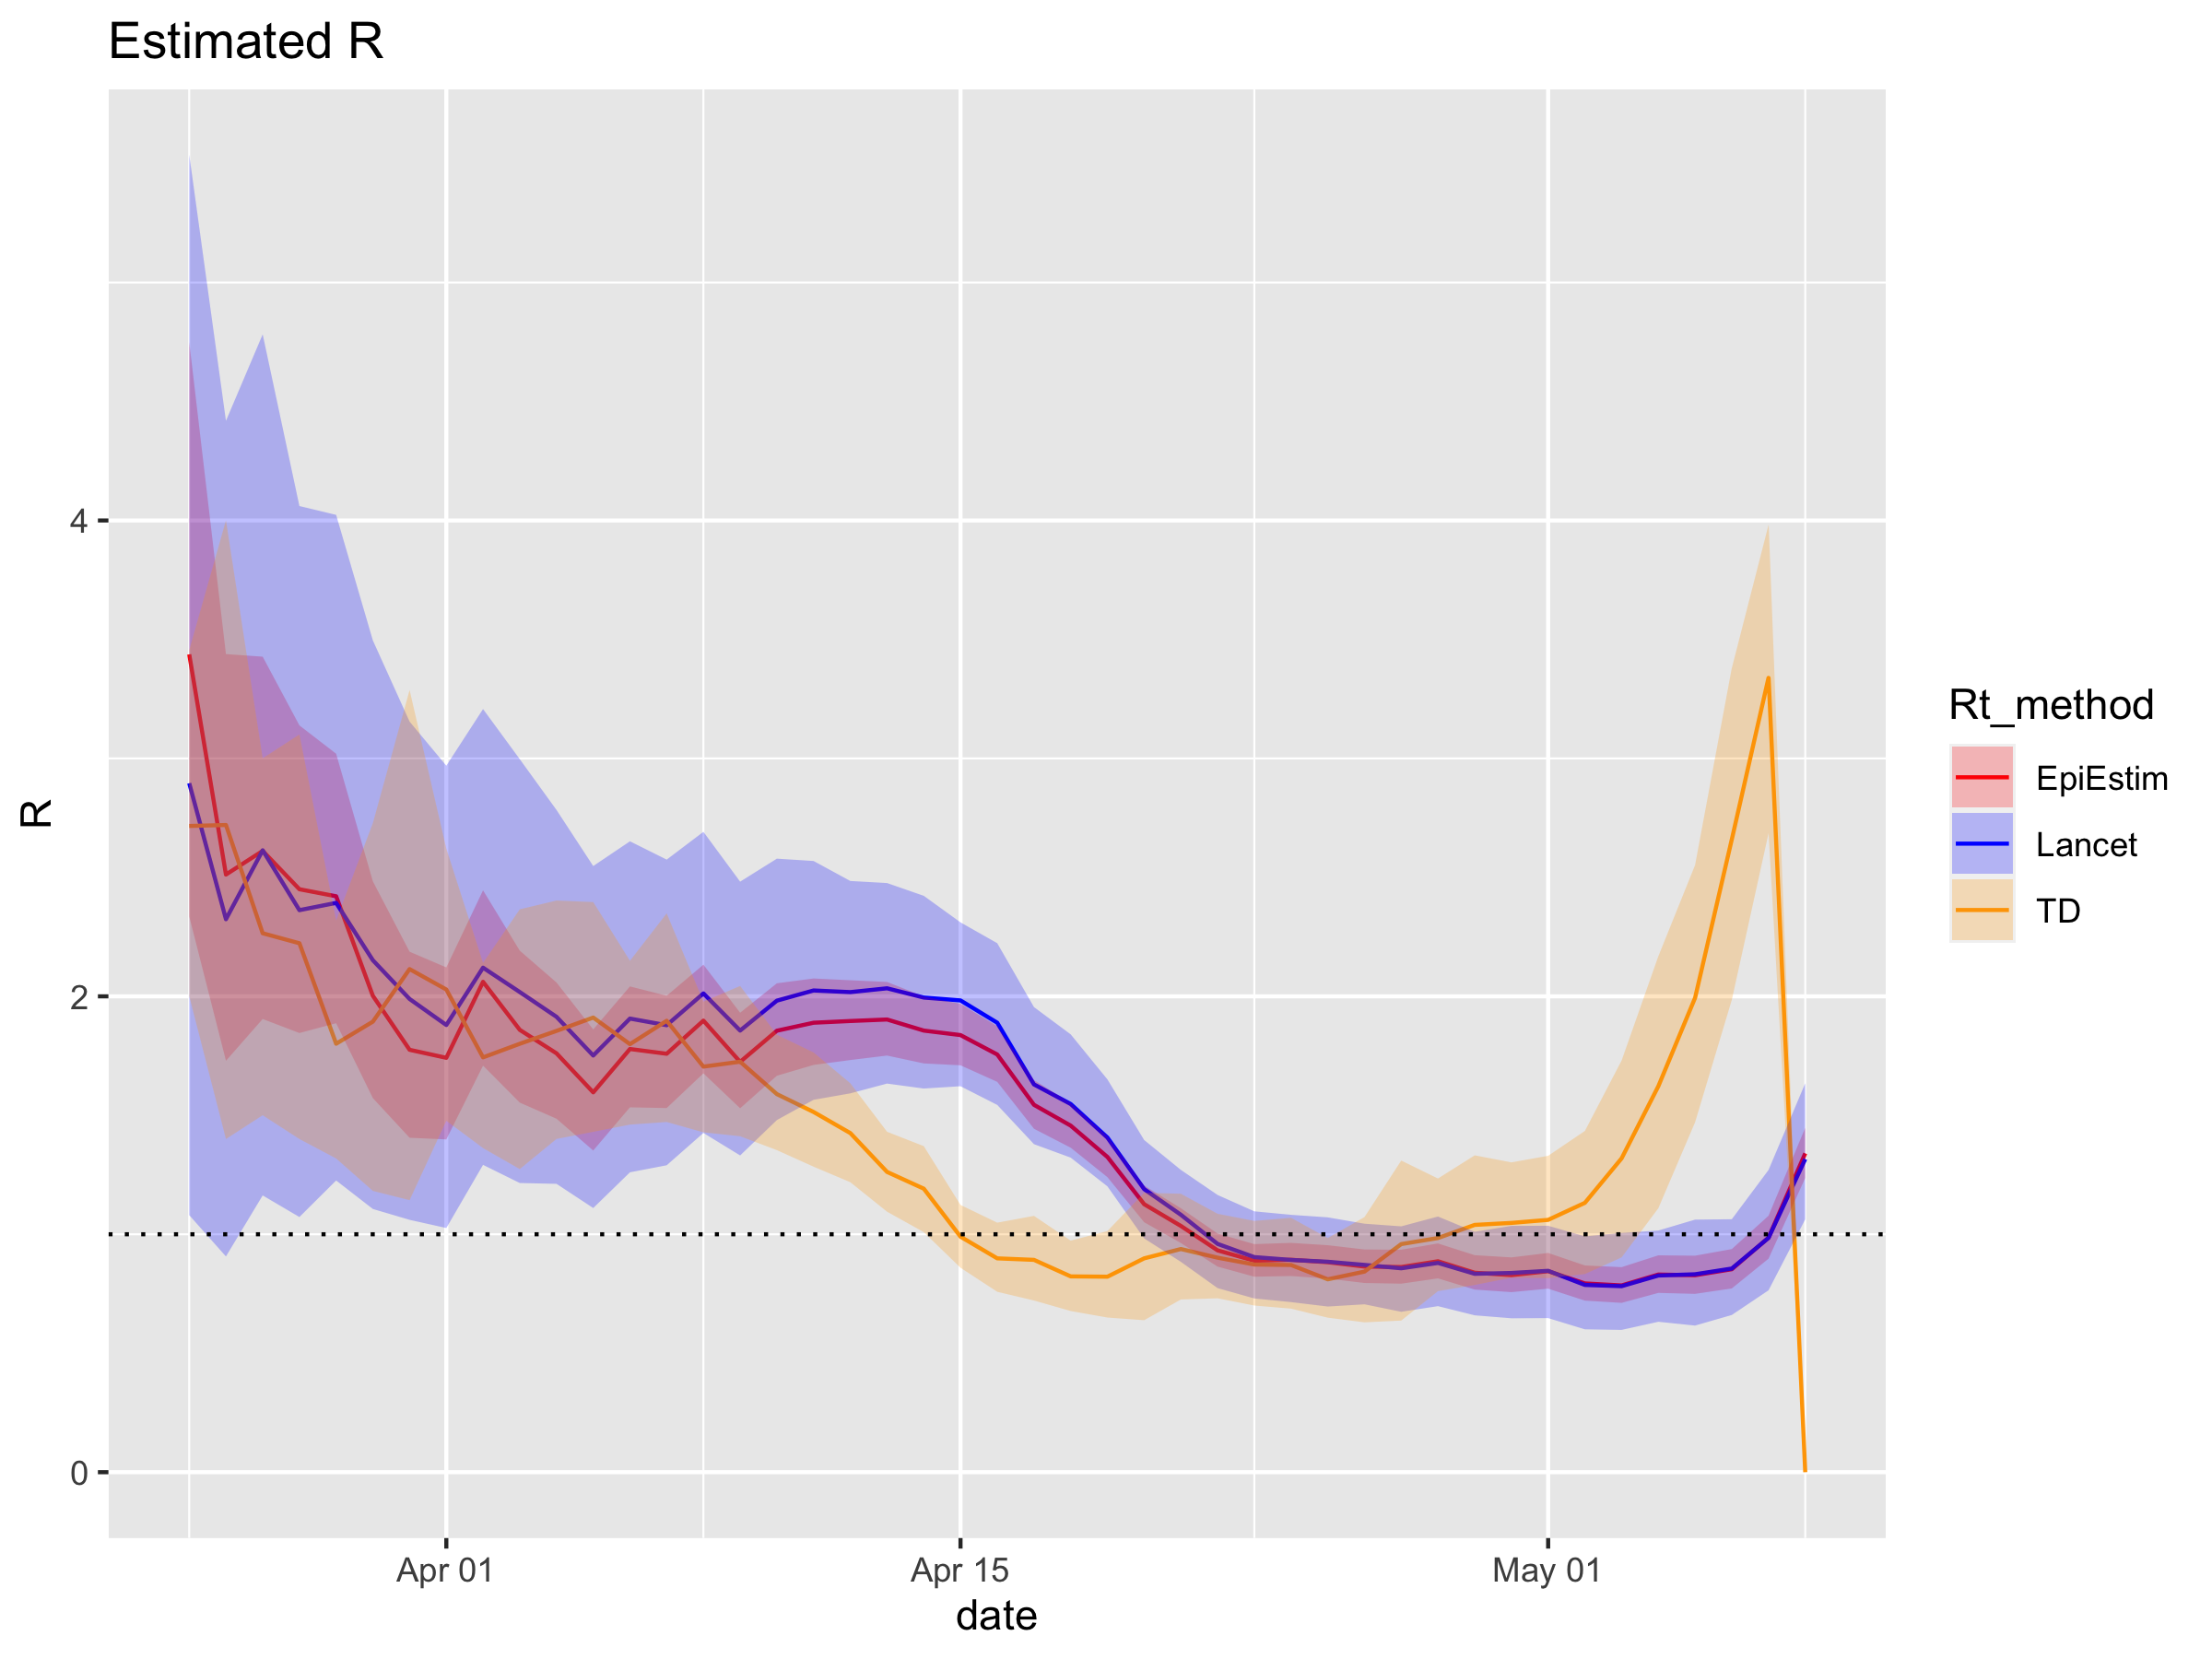 Estimated R
4
2
0
R
Apr 01
Apr 15
May 01
date
Rt_method
EpiEstim
Lancet
TD